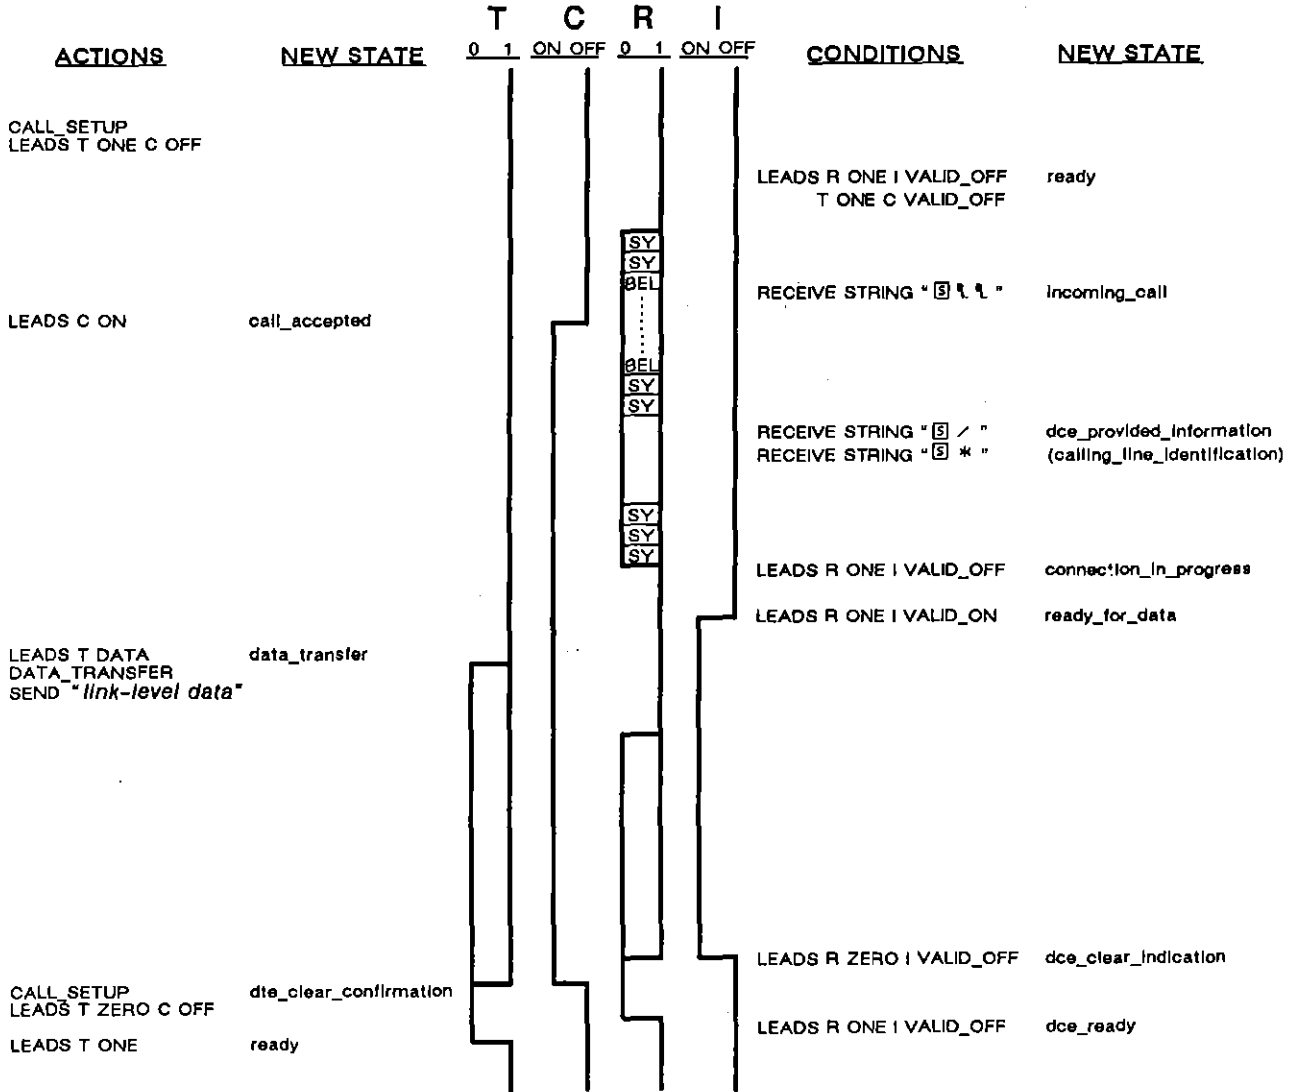 T C R I
ACTIONS NEW STATE 0 1 ON OFF 0 1 ON OFF CONDITIONS NEW STATE
CALL_SETUP
LEADS T ONE C OFF
LEADS R ONE I VALID_OFF ready
T ONE C VALID_OFF
SY
SY
BEL
RECEIVE STRING "🅂 " incoming_call
LEADS C ON call_accepted
BEL
SY
SY
RECEIVE STRING "🅂 / " dce_provided_information
RECEIVE STRING "🅂 * " (calling_line_identification)
SY
SY
SY
LEADS R ONE I VALID_OFF connection_in_progress
LEADS R ONE I VALID_ON ready_for_data
LEADS T DATA data_transfer
DATA_TRANSFER
SEND "link-level data"
LEADS R ZERO I VALID_OFF dce_clear_indication
CALL_SETUP dte_clear_confirmation
LEADS T ZERO C OFF
LEADS R ONE I VALID_OFF dce_ready
LEADS T ONE ready